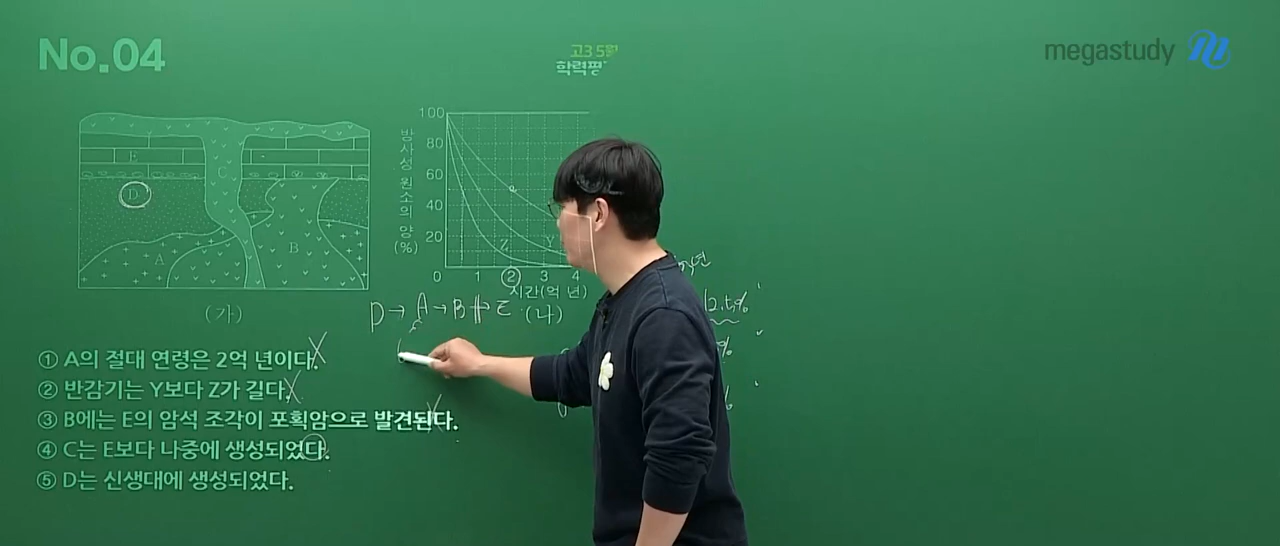 No.04
고3 5월
학력평
megastudy
E
C
D
A
B
(가)
방사성 원소의 양(%)
100
80
60
40
20
0
1
2
3
4
Z
Y
시간(억 년)
(나)
D→A→B⫲→E
억년
12.5%
%
① A의 절대 연령은 2억 년이다.
② 반감기는 Y보다 Z가 길다.
③ B에는 E의 암석 조각이 포획암으로 발견된다.
④ C는 E보다 나중에 생성되었다.
⑤ D는 신생대에 생성되었다.